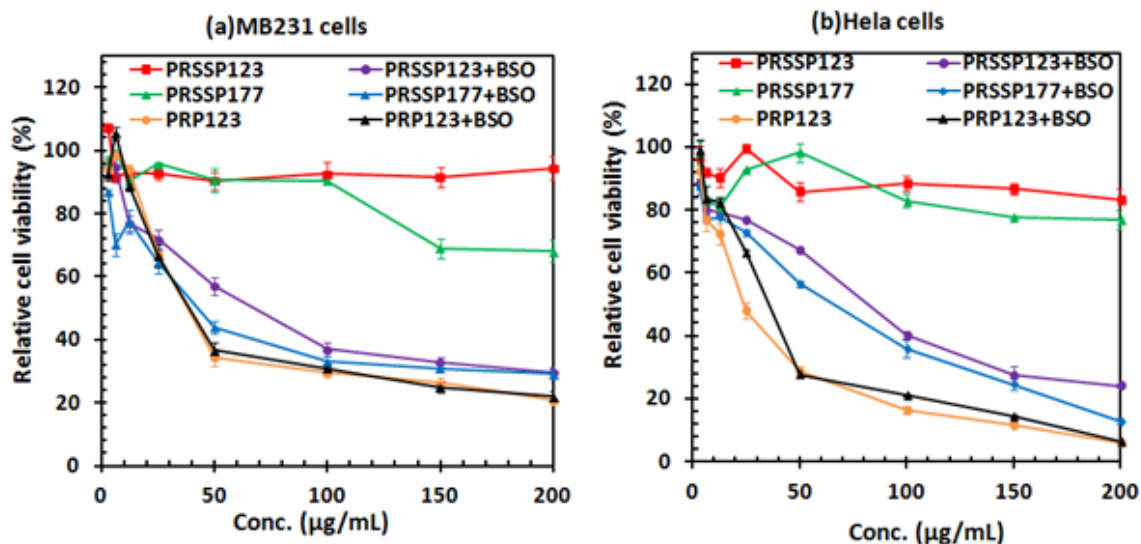 (a)MB231 cells
PRSSP123 PRSSP123+BSO
PRSSP177 PRSSP177+BSO
PRP123 PRP123+BSO
Relative cell viability (%)
120
100
80
60
40
20
0
0 50 100 150 200
Conc. (µg/mL)
(b)Hela cells
PRSSP123 PRSSP123+BSO
PRSSP177 PRSSP177+BSO
PRP123 PRP123+BSO
Relative cell viability (%)
120
100
80
60
40
20
0
0 50 100 150 200
Conc. (µg/mL)